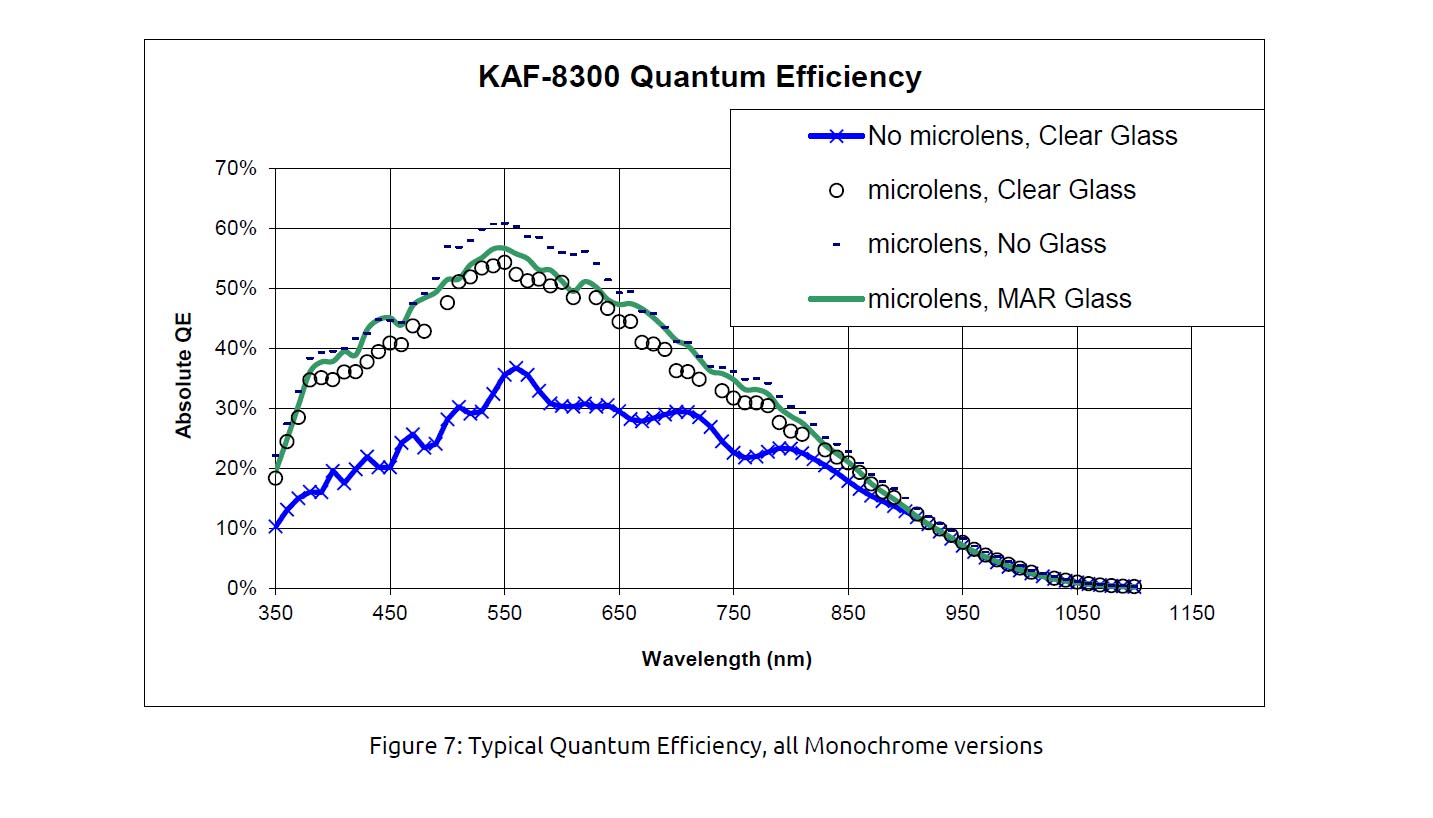 KAF-8300 Quantum Efficiency
No microlens, Clear Glass
microlens, Clear Glass
microlens, No Glass
microlens, MAR Glass
70%
60%
50%
40%
30%
20%
10%
0%
Absolute QE
350 450 550 650 750 850 950 1050 1150
Wavelength (nm)
Figure 7: Typical Quantum Efficiency, all Monochrome versions